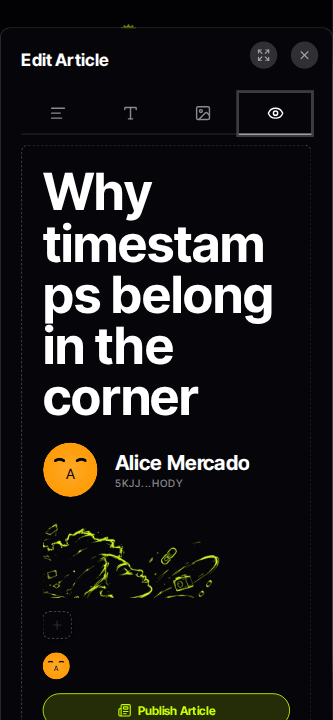 Edit Article
Why
timestam
ps belong
in the
corner
A
Alice Mercado
5KJJ...HODY
A
Publish Article